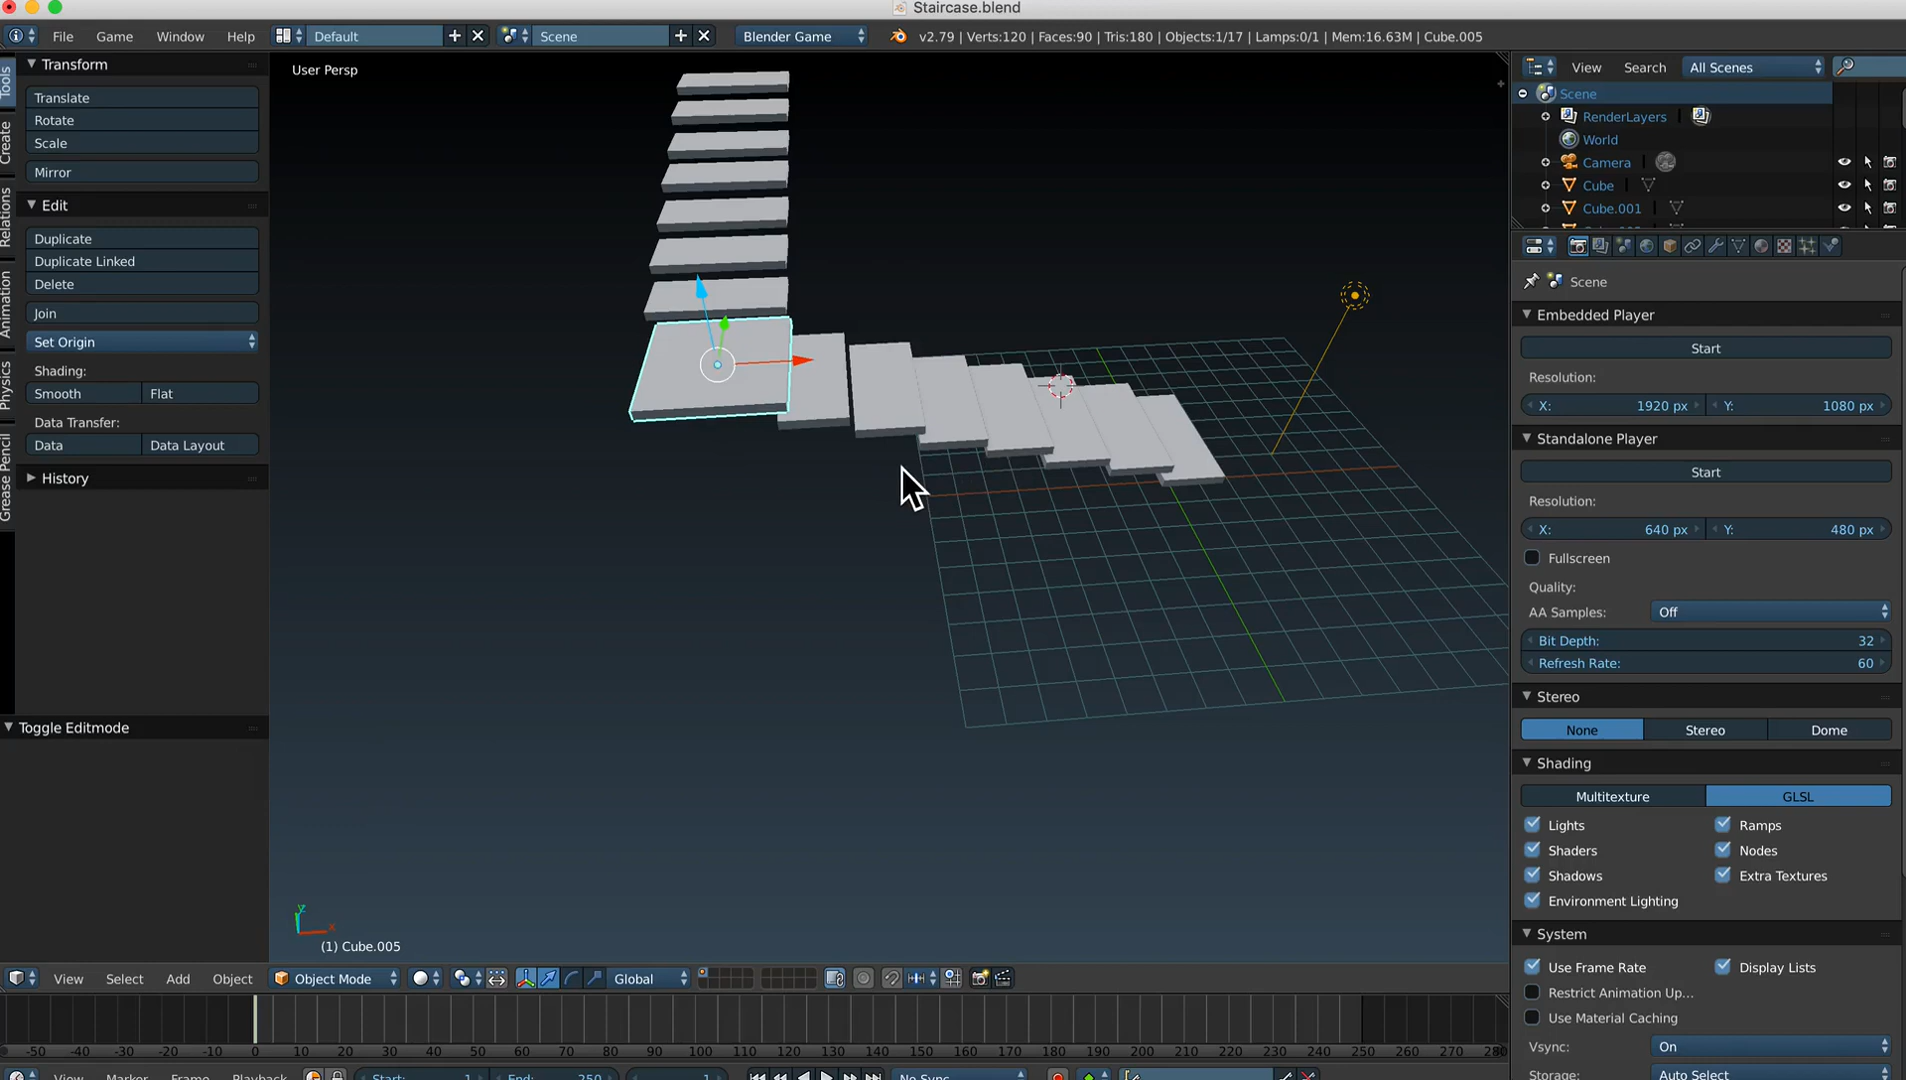 Staircase.blend
File Game Window Help Default Scene Blender Game v2.79 | Verts:120 | Faces:90 | Tris:180 | Objects:1/17 | Lamps:0/1 | Mem:16.63M | Cube.005
Tools
Create
Relations
Animation
Physics
Grease Pencil
Transform
Translate
Rotate
Scale
Mirror
Edit
Duplicate
Duplicate Linked
Delete
Join
Set Origin
Shading:
Smooth Flat
Data Transfer:
Data Data Layout
History
Toggle Editmode
User Persp
(1) Cube.005
View Select Add Object Object Mode Global
-50 -40 -30 -20 -10 0 10 20 30 40 50 60 70 80 90 100 110 120 130 140 150 160 170 180 190 200 210 220 230 240 250 260 270
View Marker Frame Playback Start: 1 End: 250 1 No Sync
View Search All Scenes
Scene
RenderLayers
World
Camera
Cube
Cube.001
Scene
Embedded Player
Start
Resolution:
X: 1920 px Y: 1080 px
Standalone Player
Start
Resolution:
X: 640 px Y: 480 px
Fullscreen
Quality:
AA Samples: Off
Bit Depth: 32
Refresh Rate: 60
Stereo
None Stereo Dome
Shading
Multitexture GLSL
Lights Ramps
Shaders Nodes
Shadows Extra Textures
Environment Lighting
System
Use Frame Rate Display Lists
Restrict Animation Up...
Use Material Caching
Vsync: On
Storage: Auto Select